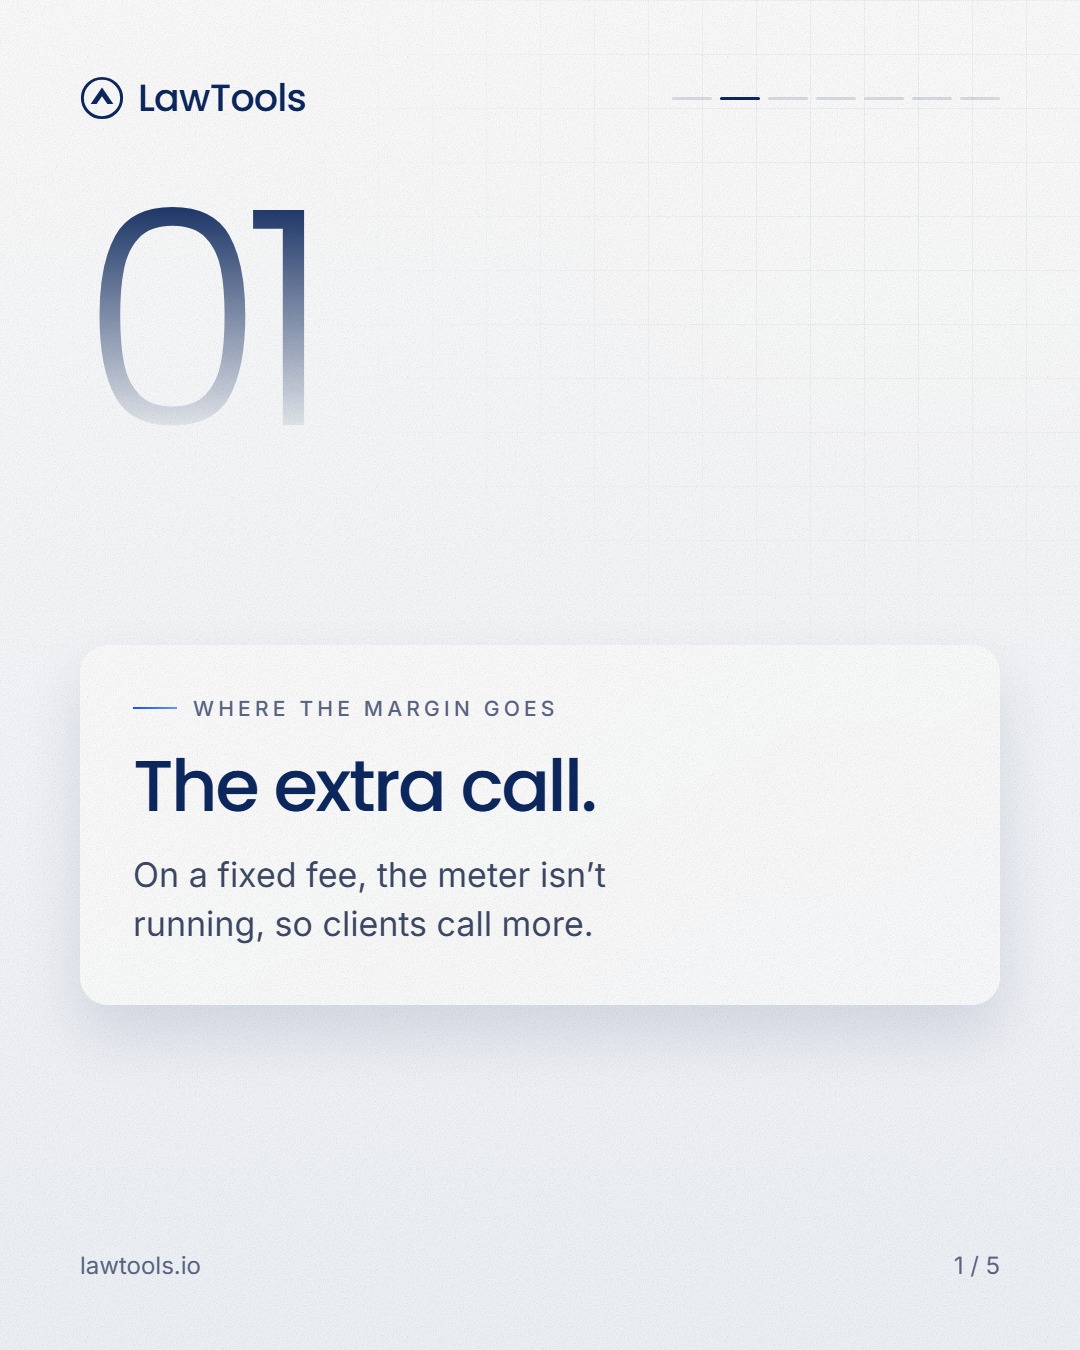 LawTools
01
WHERE THE MARGIN GOES
The extra call.
On a fixed fee, the meter isn’t
running, so clients call more.
lawtools.io
1 / 5